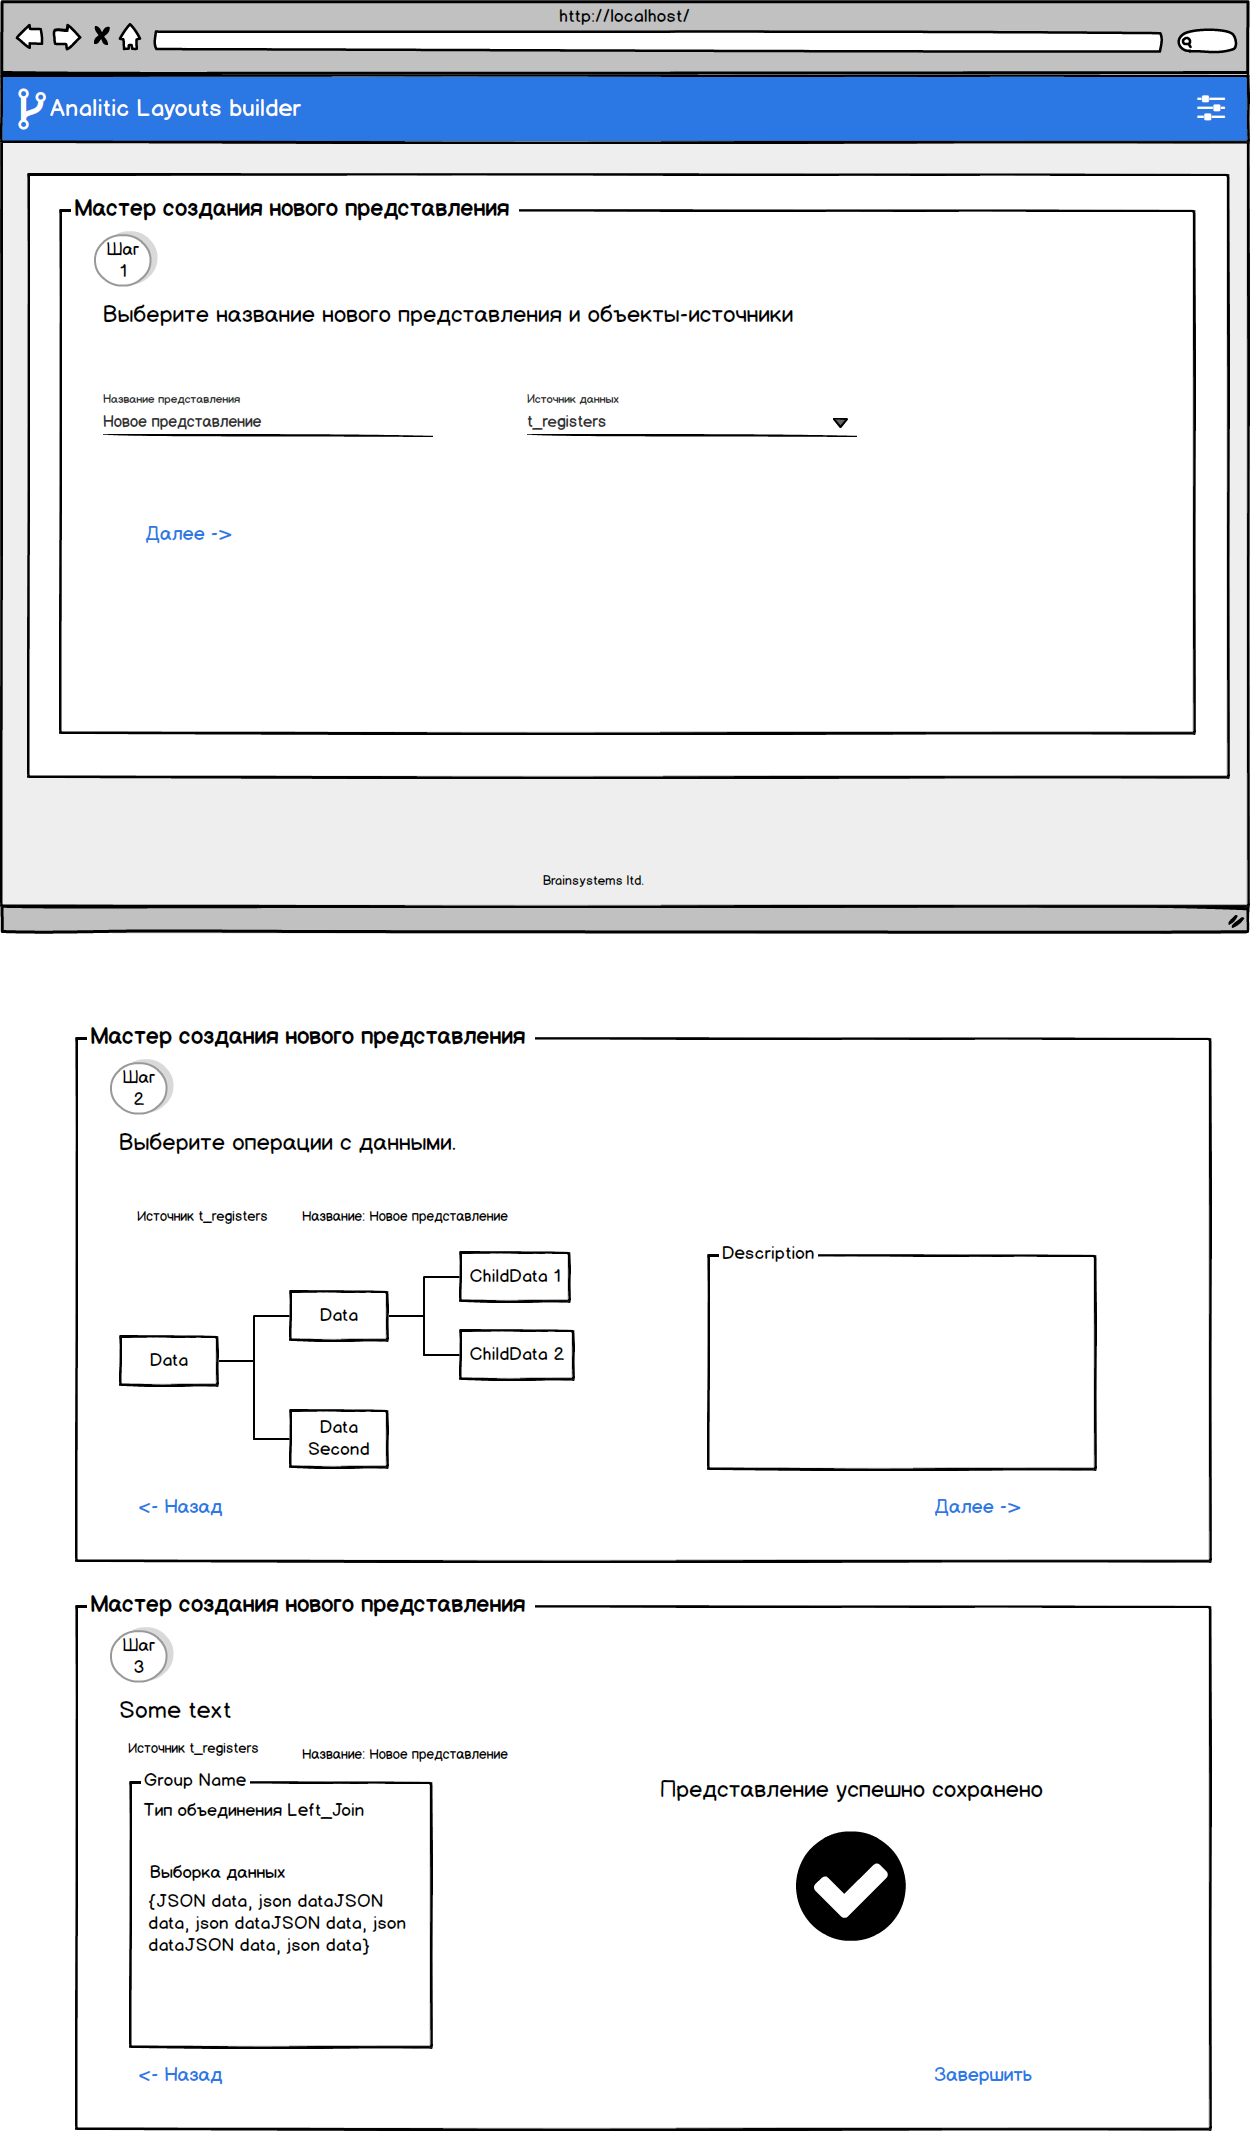 http://localhost/
Analitic Layouts builder
Мастер создания нового представления
Шаг
1
Выберите название нового представления и объекты-источники
Название представления
Новое представление
Источник данных
t_registers
Далее ->
Brainsystems ltd.
Мастер создания нового представления
Шаг
2
Выберите операции с данными.
Источник t_registers
Название: Новое представление
Data
Data
ChildData 1
ChildData 2
Data
Second
Description
<- Назад
Далее ->
Мастер создания нового представления
Шаг
3
Some text
Источник t_registers
Название: Новое представление
Group Name
Тип объединения Left_Join
Выборка данных
{JSON data, json dataJSON
data, json dataJSON data, json
dataJSON data, json data}
Представление успешно сохранено
<- Назад
Завершить